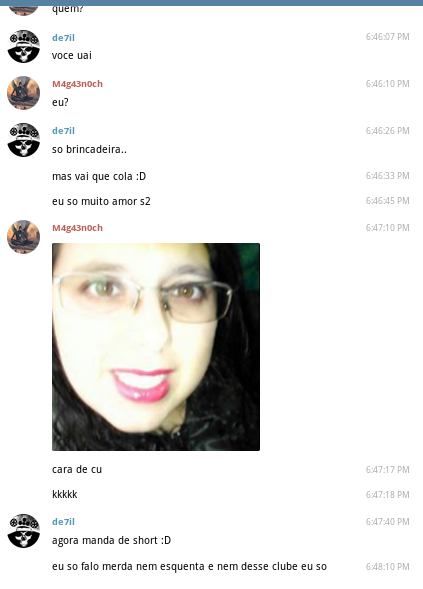 quem?
de7il 6:46:07 PM
voce uai
M4g43n0ch 6:46:10 PM
eu?
de7il 6:46:26 PM
so brincadeira..
mas vai que cola :D 6:46:33 PM
eu so muito amor s2 6:46:45 PM
M4g43n0ch 6:47:10 PM
cara de cu 6:47:17 PM
kkkkk 6:47:18 PM
de7il 6:47:40 PM
agora manda de short :D
eu so falo merda nem esquenta e nem desse clube eu so 6:48:10 PM